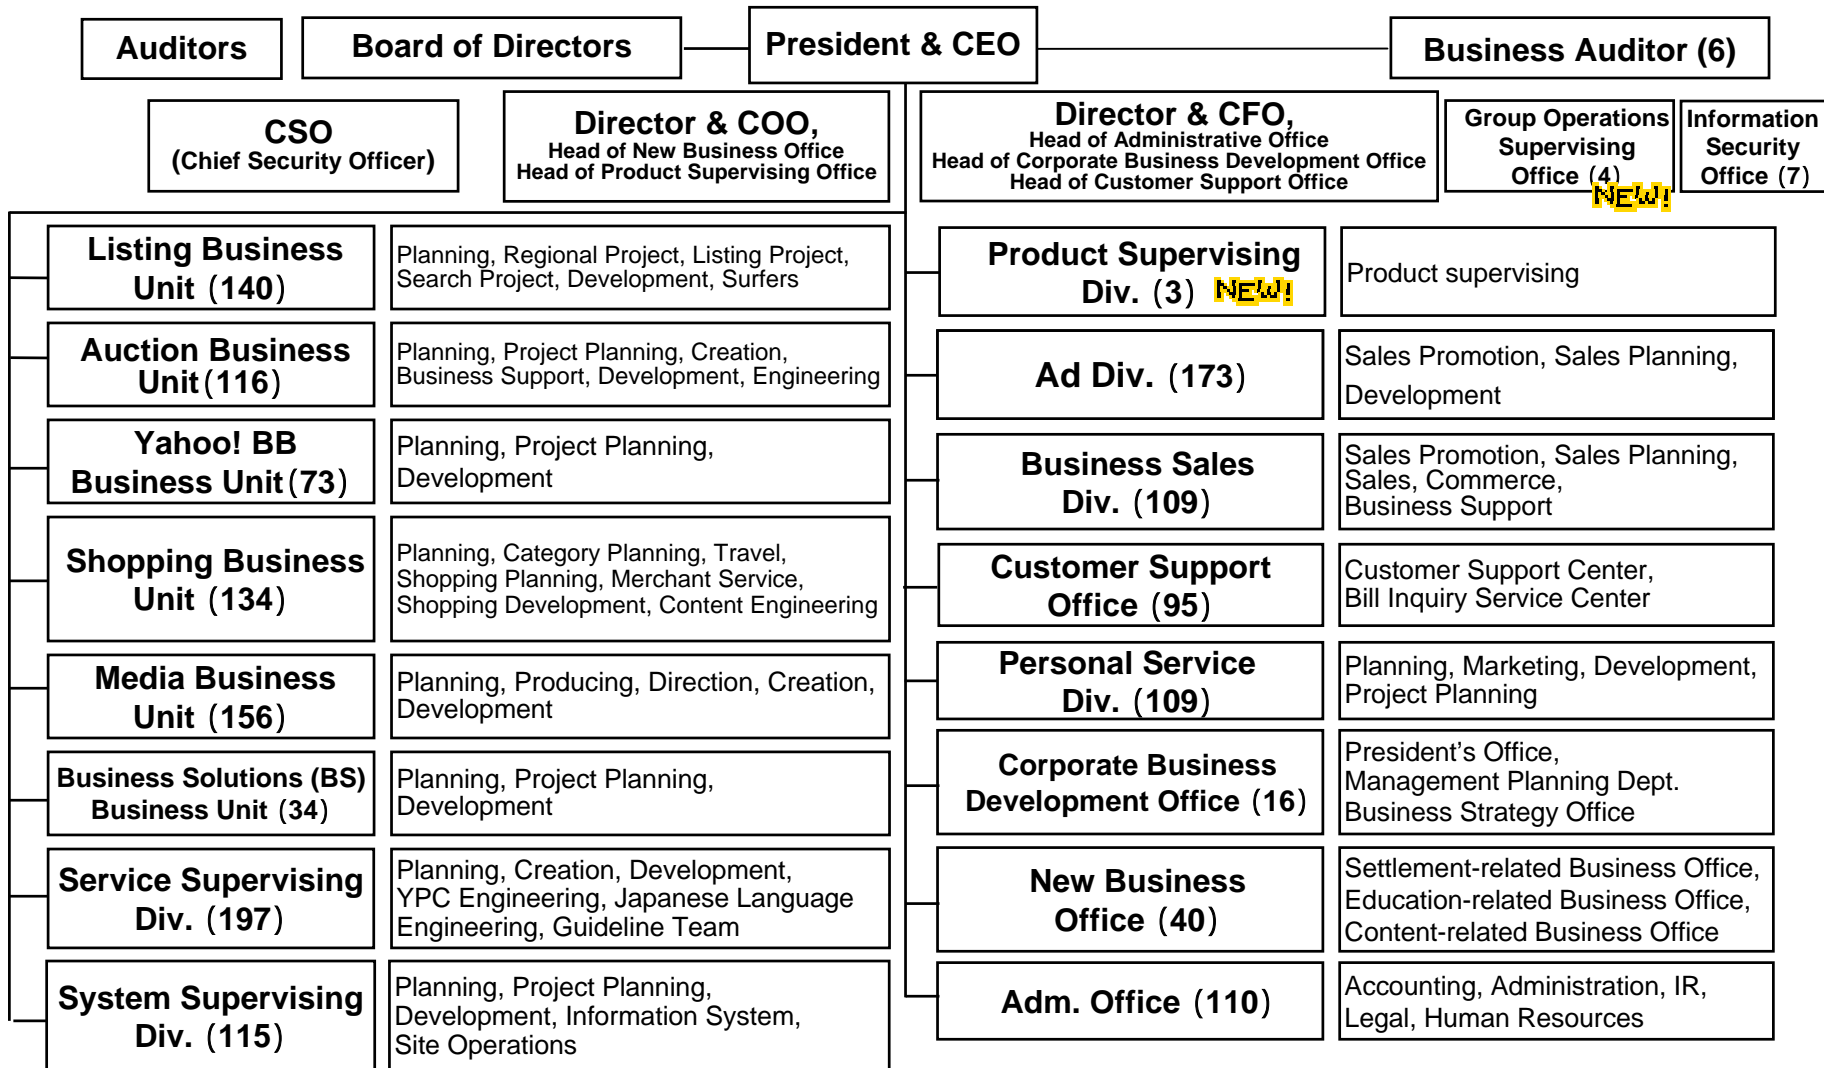 Auditors
Board of Directors
President & CEO
Business Auditor (6)
CSO
(Chief Security Officer)
Director & COO,
Head of New Business Office
Head of Product Supervising Office
Director & CFO,
Head of Administrative Office
Head of Corporate Business Development Office
Head of Customer Support Office
Group Operations
Supervising
Office (4)
NEW!
Information
Security
Office (7)
Listing Business
Unit (140)
Planning, Regional Project, Listing Project,
Search Project, Development, Surfers
Auction Business
Unit (116)
Planning, Project Planning, Creation,
Business Support, Development, Engineering
Yahoo! BB
Business Unit (73)
Planning, Project Planning,
Development
Shopping Business
Unit (134)
Planning, Category Planning, Travel,
Shopping Planning, Merchant Service,
Shopping Development, Content Engineering
Media Business
Unit (156)
Planning, Producing, Direction, Creation,
Development
Business Solutions (BS)
Business Unit (34)
Planning, Project Planning,
Development
Service Supervising
Div. (197)
Planning, Creation, Development,
YPC Engineering, Japanese Language
Engineering, Guideline Team
System Supervising
Div. (115)
Planning, Project Planning,
Development, Information System,
Site Operations
Product Supervising
Div. (3) NEW!
Product supervising
Ad Div. (173)
Sales Promotion, Sales Planning,
Development
Business Sales
Div. (109)
Sales Promotion, Sales Planning,
Sales, Commerce,
Business Support
Customer Support
Office (95)
Customer Support Center,
Bill Inquiry Service Center
Personal Service
Div. (109)
Planning, Marketing, Development,
Project Planning
Corporate Business
Development Office (16)
President’s Office,
Management Planning Dept.
Business Strategy Office
New Business
Office (40)
Settlement-related Business Office,
Education-related Business Office,
Content-related Business Office
Adm. Office (110)
Accounting, Administration, IR,
Legal, Human Resources